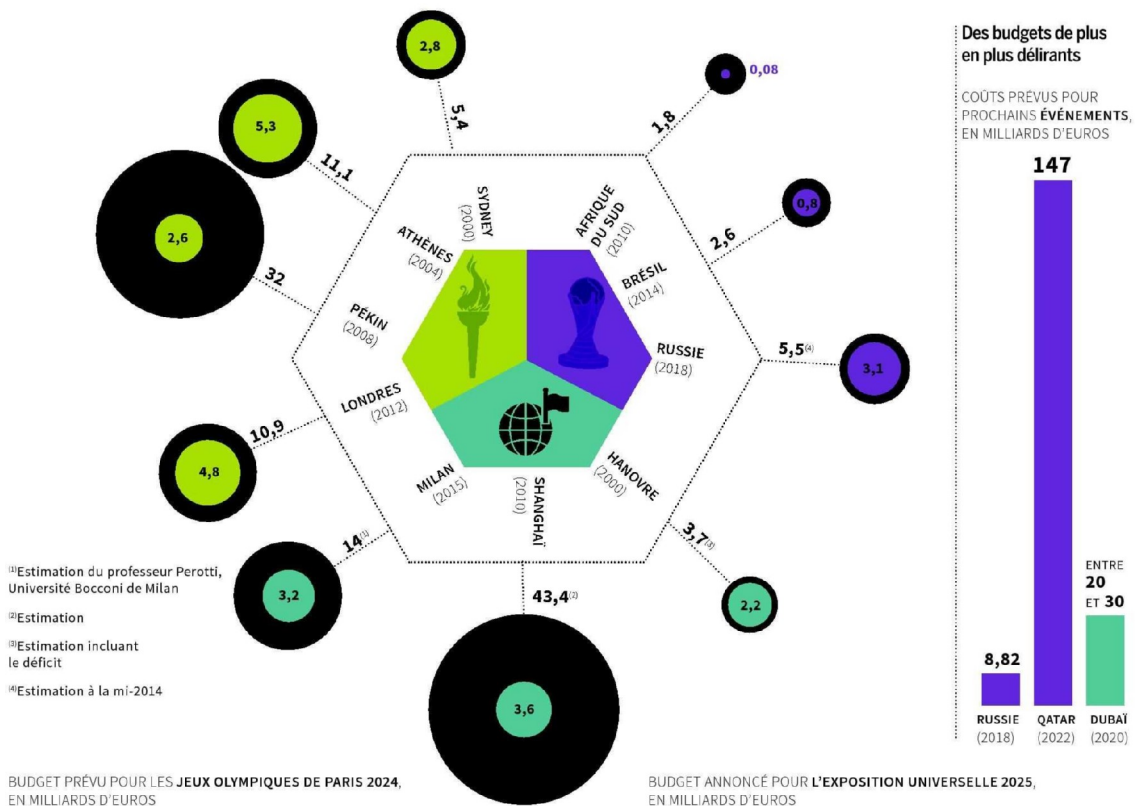 2,8
5,4
5,3
11,1
2,6
32
10,9
4,8
14(1)
3,2
43,4(2)
3,6
3,7(3)
2,2
5,5(4)
3,1
2,6
0,8
1,8
0,08
SYDNEY
(2000)
ATHÈNES
(2004)
PÉKIN
(2008)
LONDRES
(2012)
MILAN
(2015)
SHANGHAÏ
(2010)
HANOVRE
(2000)
RUSSIE
(2018)
BRÉSIL
(2014)
AFRIQUE
DU SUD
(2010)
(1)Estimation du professeur Perotti,
Université Bocconi de Milan
(2)Estimation
(3)Estimation incluant
le déficit
(4)Estimation à la mi-2014
BUDGET PRÉVU POUR LES JEUX OLYMPIQUES DE PARIS 2024,
EN MILLIARDS D'EUROS
BUDGET ANNONCÉ POUR L'EXPOSITION UNIVERSELLE 2025,
EN MILLIARDS D'EUROS
Des budgets de plus
en plus délirants
COÛTS PRÉVUS POUR
PROCHAINS ÉVÉNEMENTS,
EN MILLIARDS D'EUROS
147
ENTRE
20
ET 30
8,82
RUSSIE
(2018)
QATAR
(2022)
DUBAÏ
(2020)